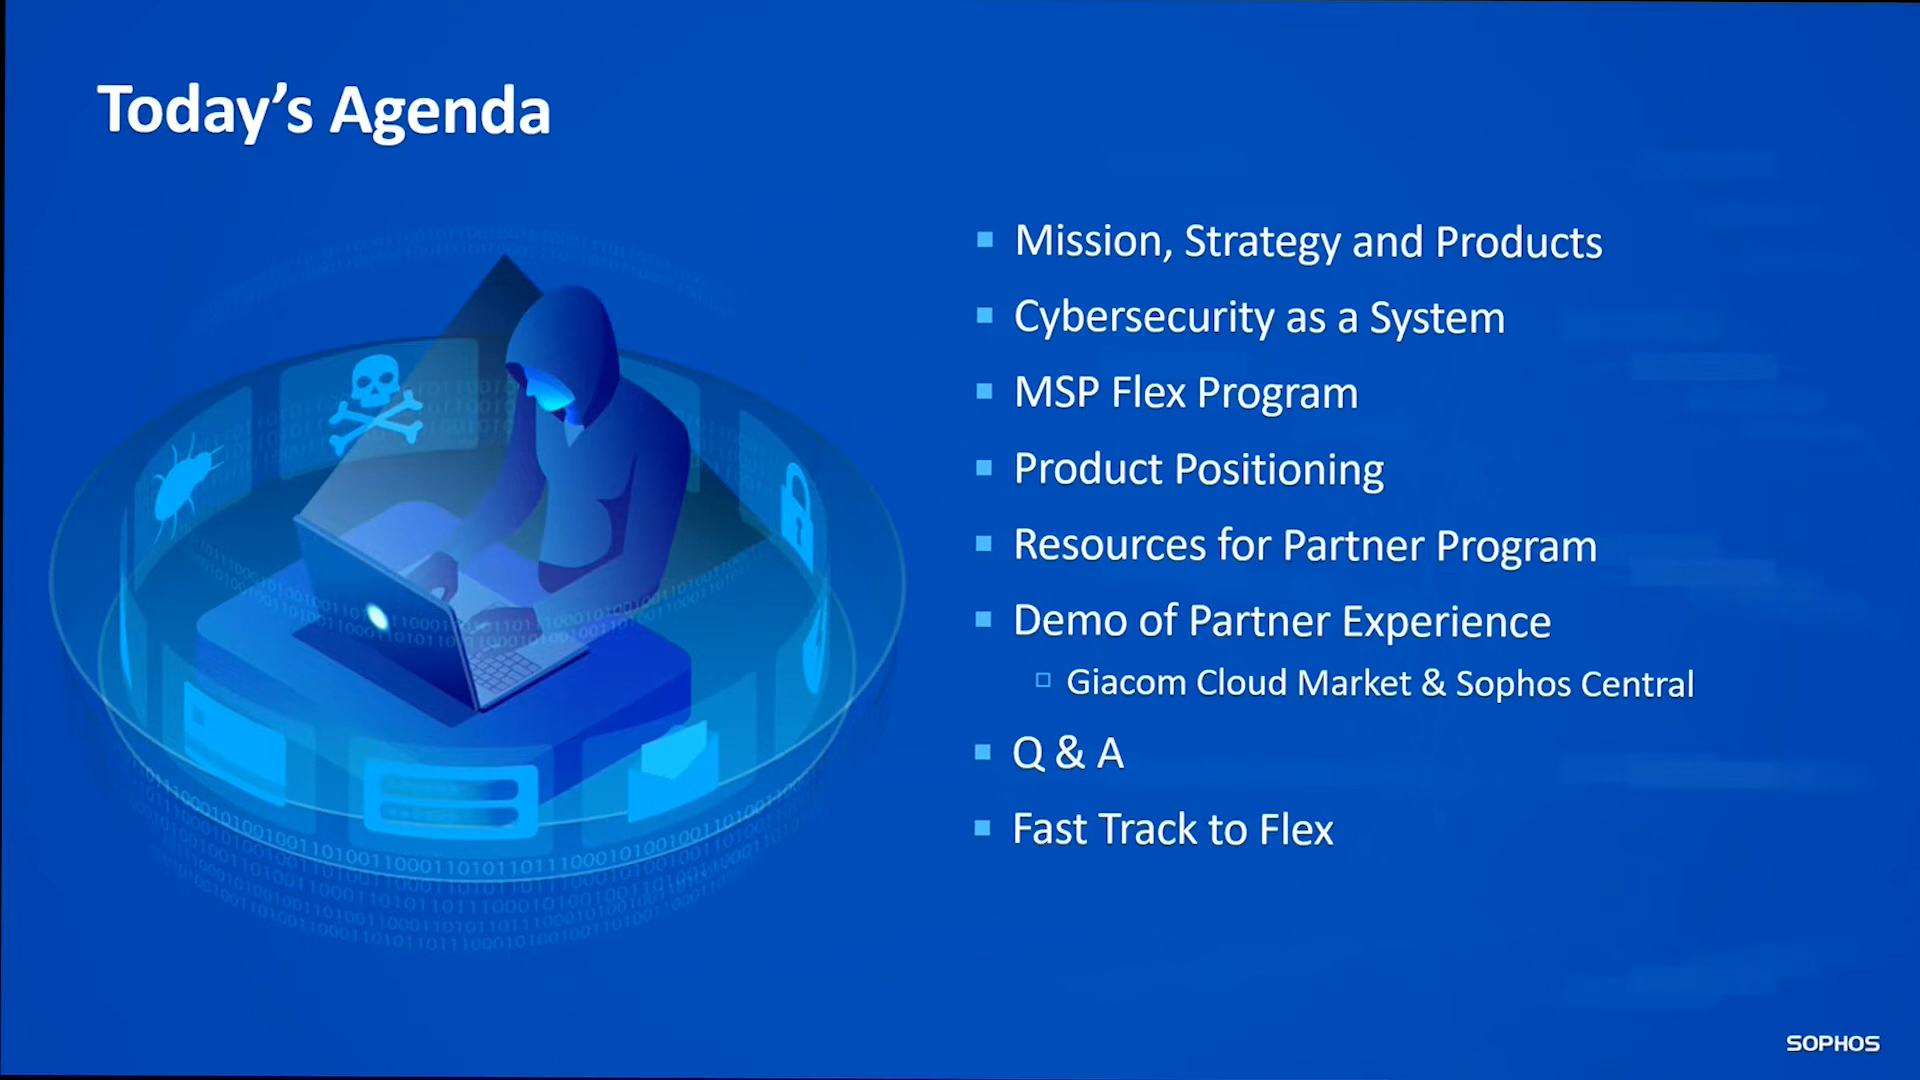 Today’s Agenda
Mission, Strategy and Products
Cybersecurity as a System
MSP Flex Program
Product Positioning
Resources for Partner Program
Demo of Partner Experience
Giacom Cloud Market & Sophos Central
Q & A
Fast Track to Flex
SOPHOS